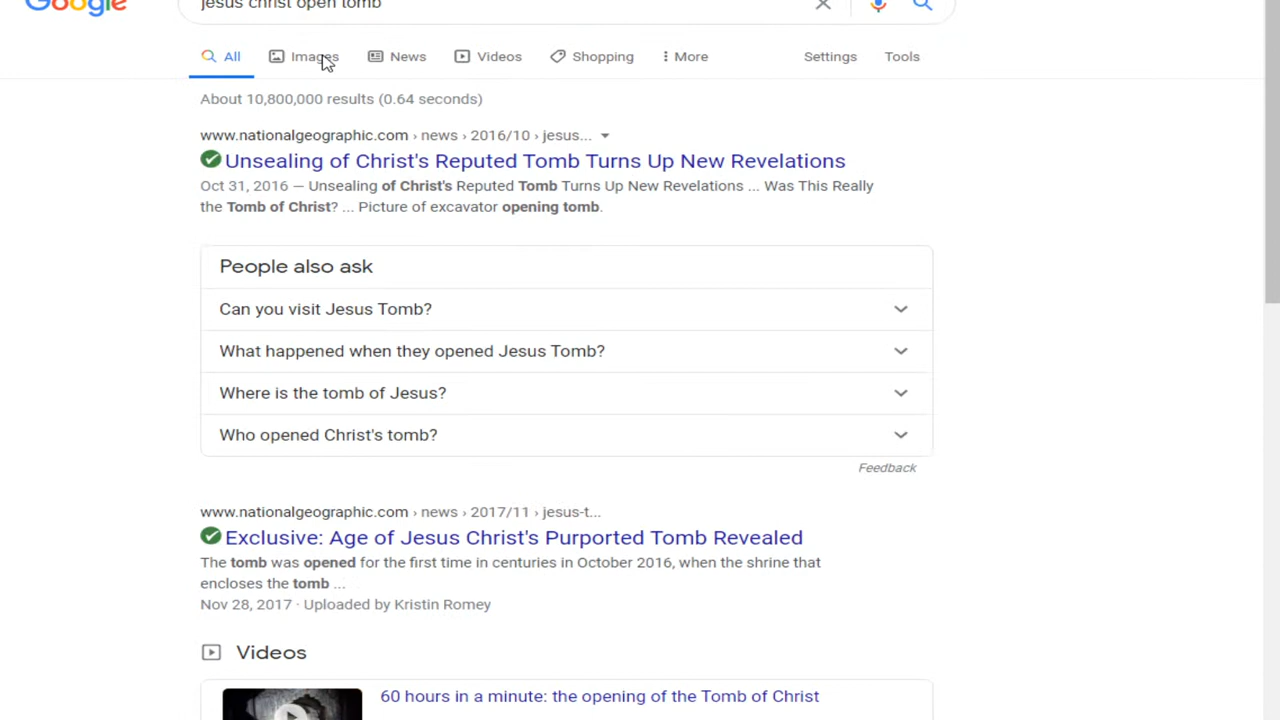 Google
jesus christ open tomb
All Images News Videos Shopping More Settings Tools
About 10,800,000 results (0.64 seconds)
www.nationalgeographic.com › news › 2016/10 › jesus...
Unsealing of Christ's Reputed Tomb Turns Up New Revelations
Oct 31, 2016 — Unsealing of Christ's Reputed Tomb Turns Up New Revelations ... Was This Really
the Tomb of Christ? ... Picture of excavator opening tomb.
People also ask
Can you visit Jesus Tomb?
What happened when they opened Jesus Tomb?
Where is the tomb of Jesus?
Who opened Christ's tomb?
Feedback
www.nationalgeographic.com › news › 2017/11 › jesus-t...
Exclusive: Age of Jesus Christ's Purported Tomb Revealed
The tomb was opened for the first time in centuries in October 2016, when the shrine that
encloses the tomb ...
Nov 28, 2017 · Uploaded by Kristin Romey
Videos
60 hours in a minute: the opening of the Tomb of Christ